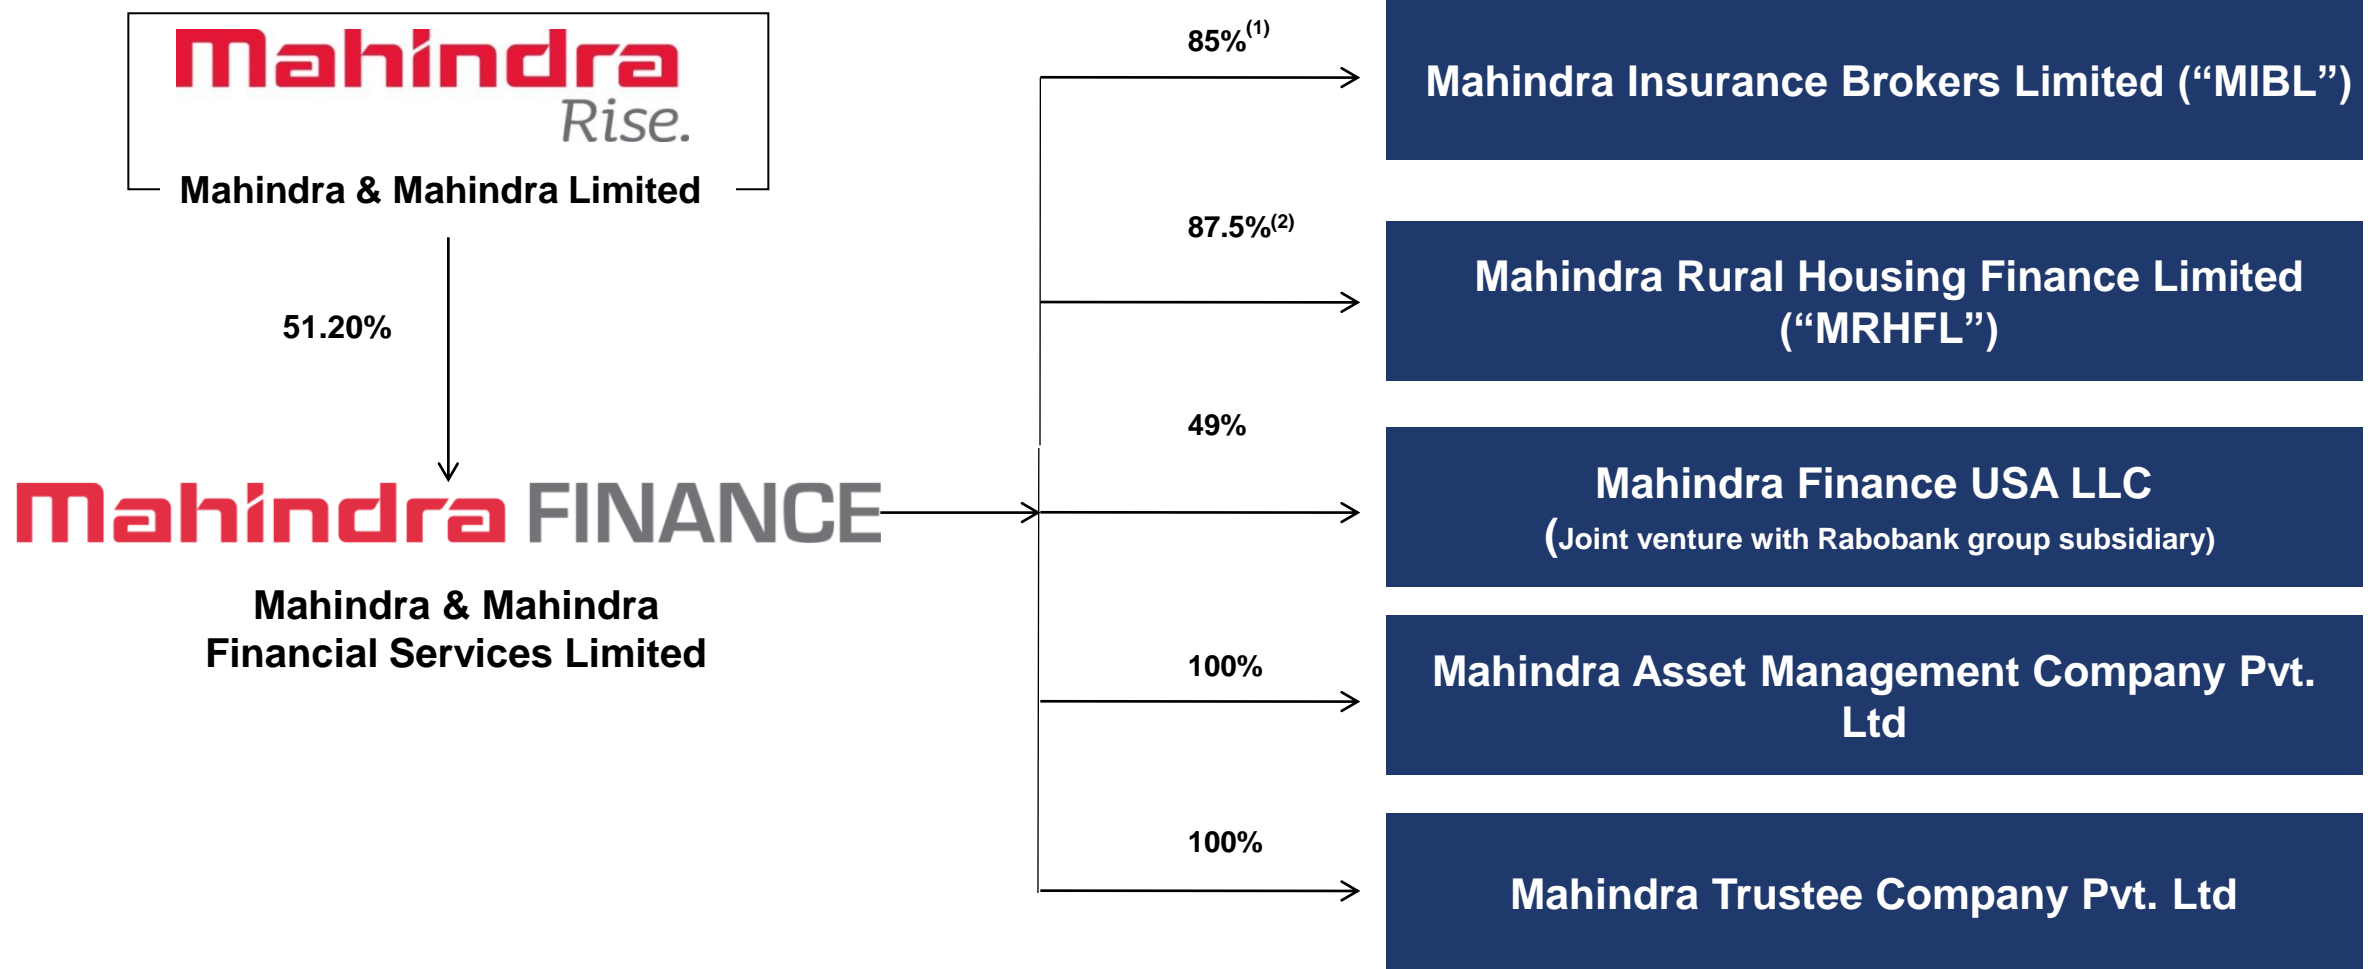 Mahindra
Rise.
Mahindra & Mahindra Limited
51.20%
Mahindra FINANCE
Mahindra & Mahindra
Financial Services Limited
85%(1)
Mahindra Insurance Brokers Limited (“MIBL”)
87.5%(2)
Mahindra Rural Housing Finance Limited
(“MRHFL”)
49%
Mahindra Finance USA LLC
(Joint venture with Rabobank group subsidiary)
100%
Mahindra Asset Management Company Pvt.
Ltd
100%
Mahindra Trustee Company Pvt. Ltd